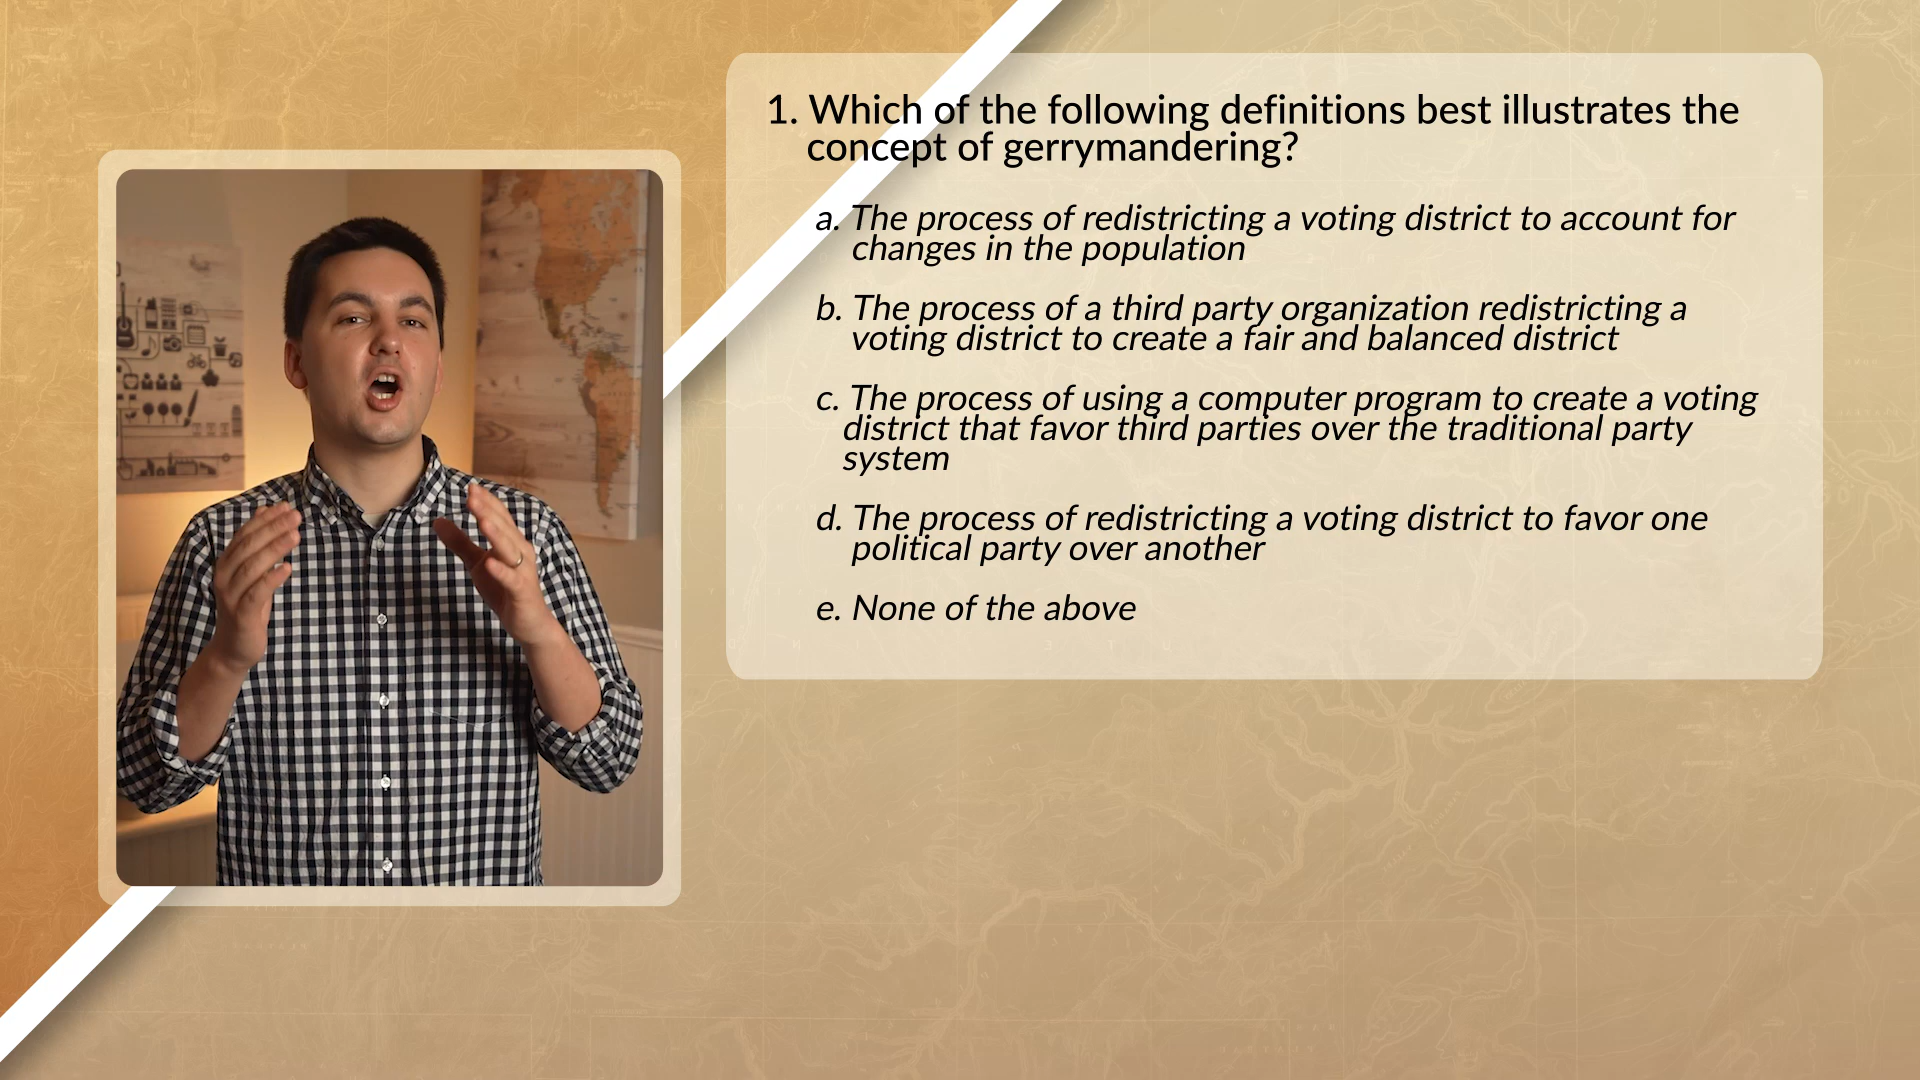 1. Which of the following definitions best illustrates the
concept of gerrymandering?
a. The process of redistricting a voting district to account for
changes in the population
b. The process of a third party organization redistricting a
voting district to create a fair and balanced district
c. The process of using a computer program to create a voting
district that favor third parties over the traditional party
system
d. The process of redistricting a voting district to favor one
political party over another
e. None of the above